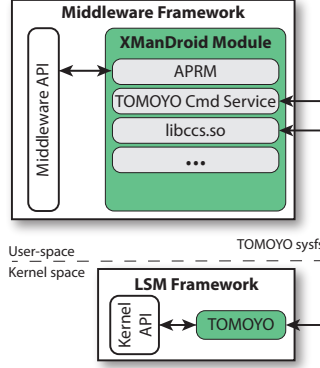 Middleware Framework
Middleware API
XManDroid Module
APRM
TOMOYO Cmd Service
libccs.so
...
User-space
TOMOYO sysfs
Kernel space
LSM Framework
Kernel
API
TOMOYO